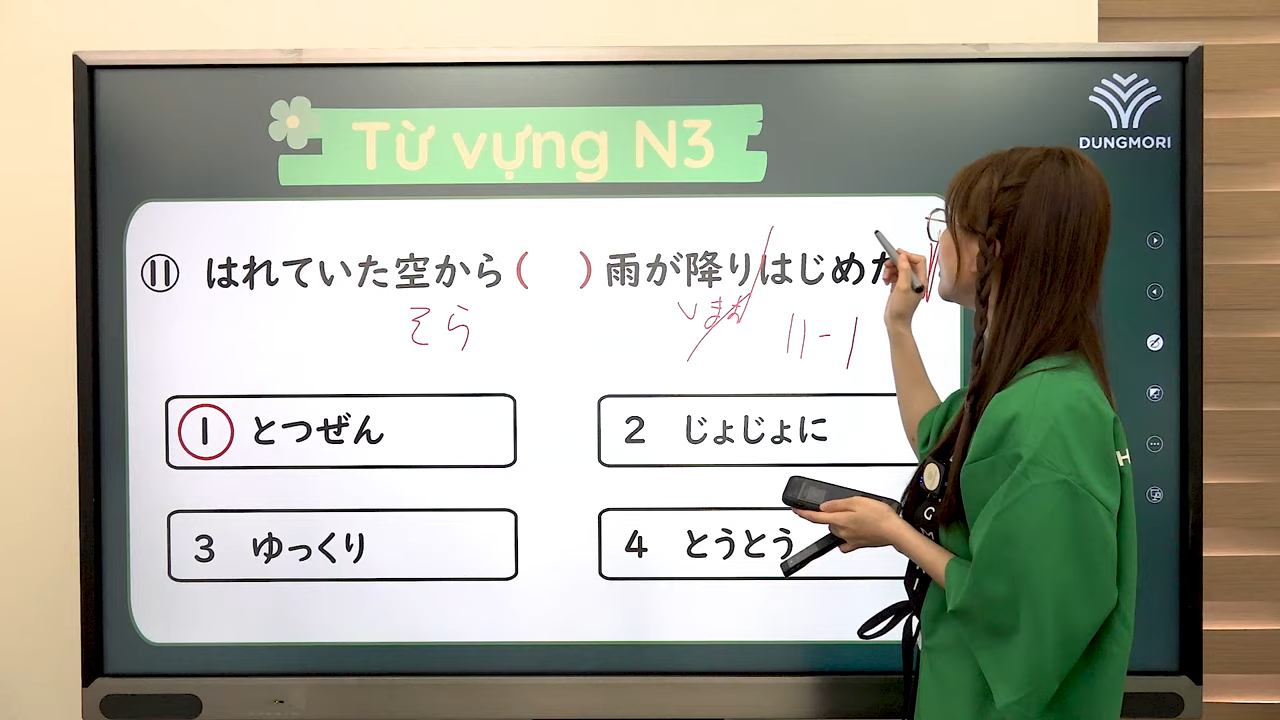 DUNGMORI
Từ vựng N3
⑪ はれていた空から( )雨が降りはじめた
そら
1 とつぜん
2 じょじょに
3 ゆっくり
4 とうとう
H
G